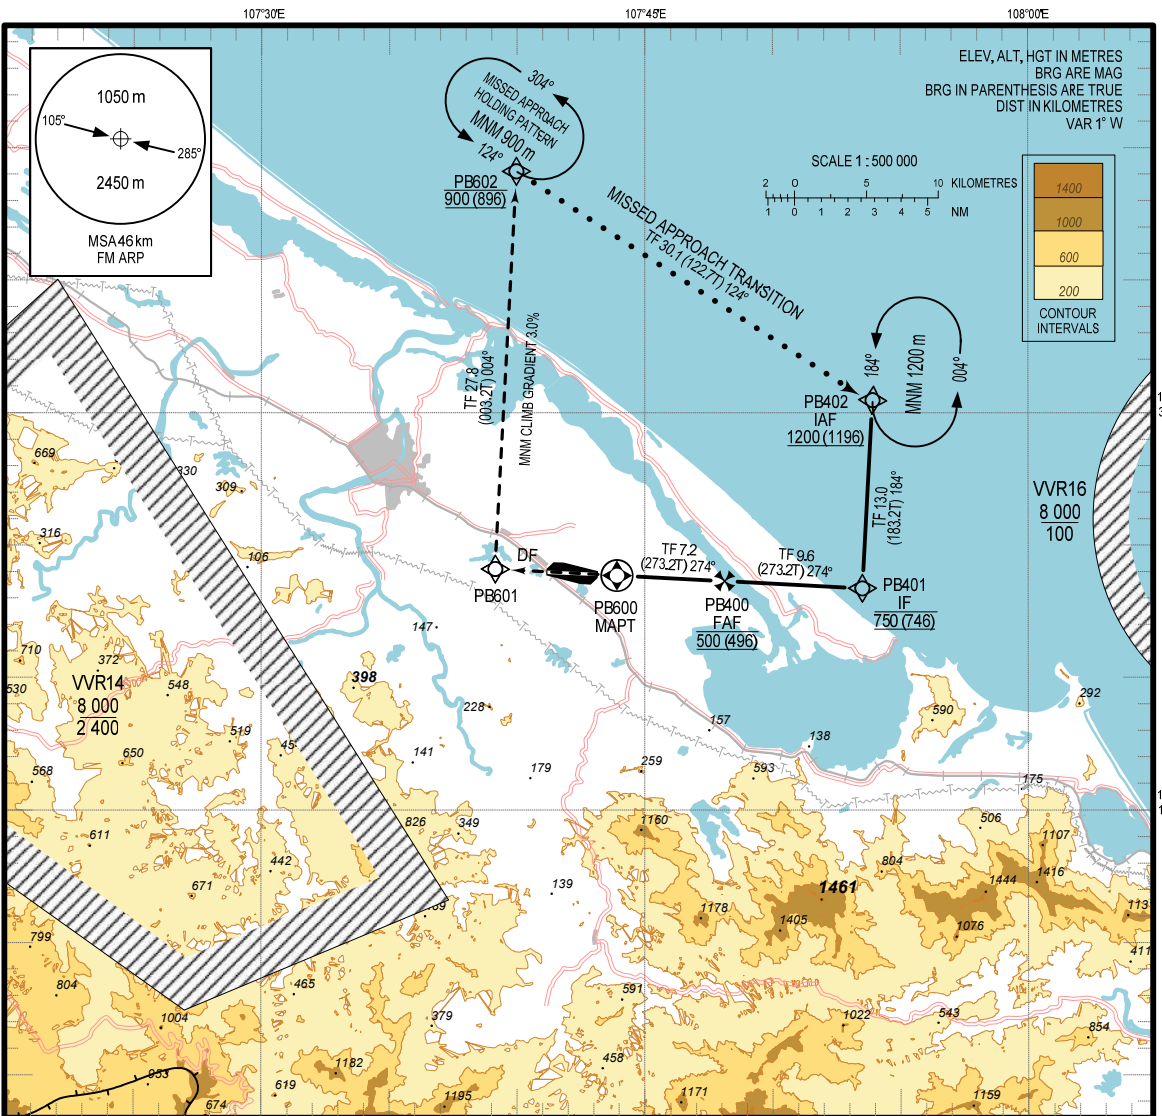 107°30'E
107°45'E
108°00'E
1050 m
105°
285°
2450 m
MSA 46 km
FM ARP
304°
MISSED APPROACH
HOLDING PATTERN
MNM 900 m
124°
PB602
900 (896)
ELEV, ALT, HGT IN METRES
BRG ARE MAG
BRG IN PARENTHESIS ARE TRUE
DIST IN KILOMETRES
VAR 1° W
SCALE 1 : 500 000
2 0 5 10 KILOMETRES
1 0 1 2 3 4 5 NM
1400
1000
600
200
CONTOUR
INTERVALS
MISSED APPROACH TRANSITION
TF 30.1 (122.7T) 124°
TF 27.8
(003.2T) 004°
MNM CLIMB GRADIENT 3.0%
184°
MNM 1200 m
004°
PB402
IAF
1200 (1196)
TF 13.0
(183.2T) 184°
VVR16
8 000
100
669
330
309
316
106
DF
PB601
PB600
MAPT
TF 7.2
(273.2T) 274°
PB400
FAF
500 (496)
TF 9.6
(273.2T) 274°
PB401
IF
750 (746)
147
710
372
530
VVR14
8 000
2 400
548
398
228
519
650
568
141
179
259
157
138
593
590
292
175
611
442
671
826
349
139
1160
1178
1405
1461
804
506
1107
1444
1416
1076
113
411
799
804
465
1004
379
591
458
1022
543
854
953
674
619
1182
1195
1171
1159